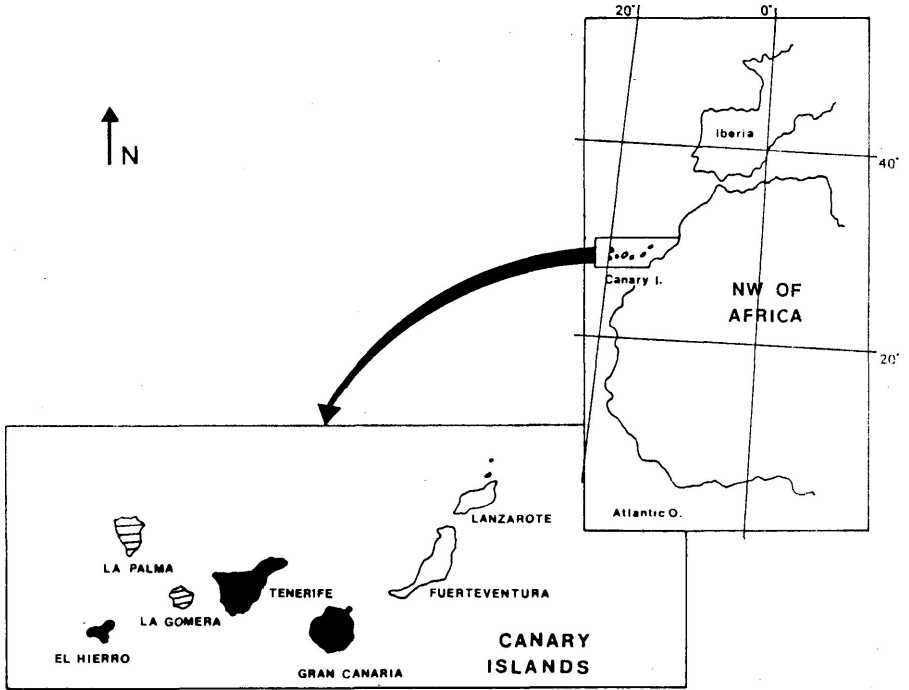 20°
0°
N
Iberia
40°
Canary I.
NW OF
AFRICA
20°
Atlantic O.
LANZAROTE
LA PALMA
TENERIFE
FUERTEVENTURA
LA GOMERA
EL HIERRO
GRAN CANARIA
CANARY
ISLANDS